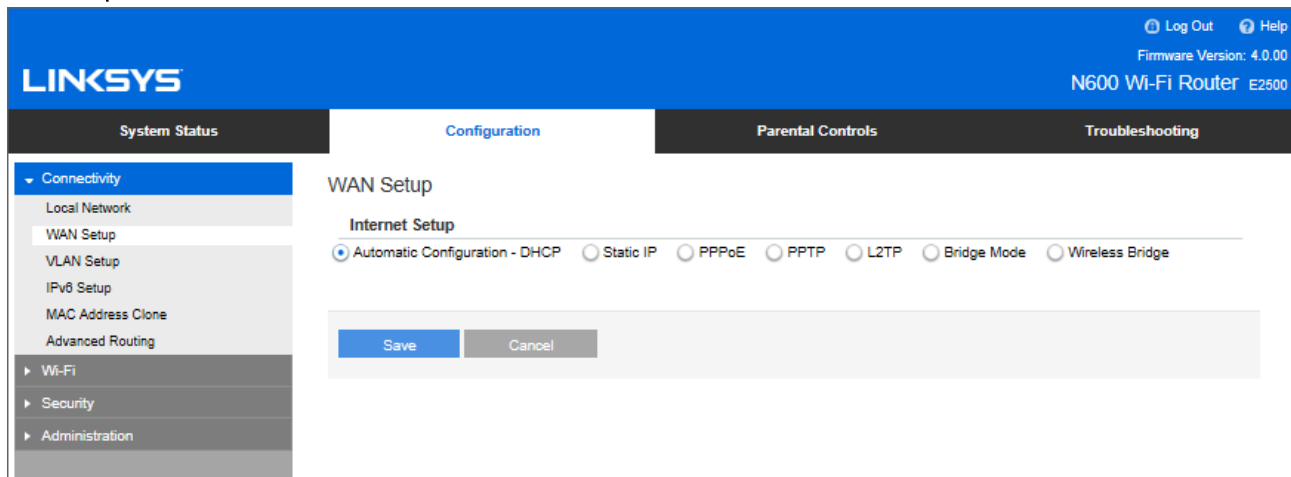 Log Out Help
Firmware Version: 4.0.00
LINKSYS
N600 Wi-Fi Router E2500
System Status Configuration Parental Controls Troubleshooting
Connectivity
Local Network
WAN Setup
VLAN Setup
IPv6 Setup
MAC Address Clone
Advanced Routing
Wi-Fi
Security
Administration
WAN Setup
Internet Setup
Automatic Configuration - DHCP Static IP PPPoE PPTP L2TP Bridge Mode Wireless Bridge
Save Cancel